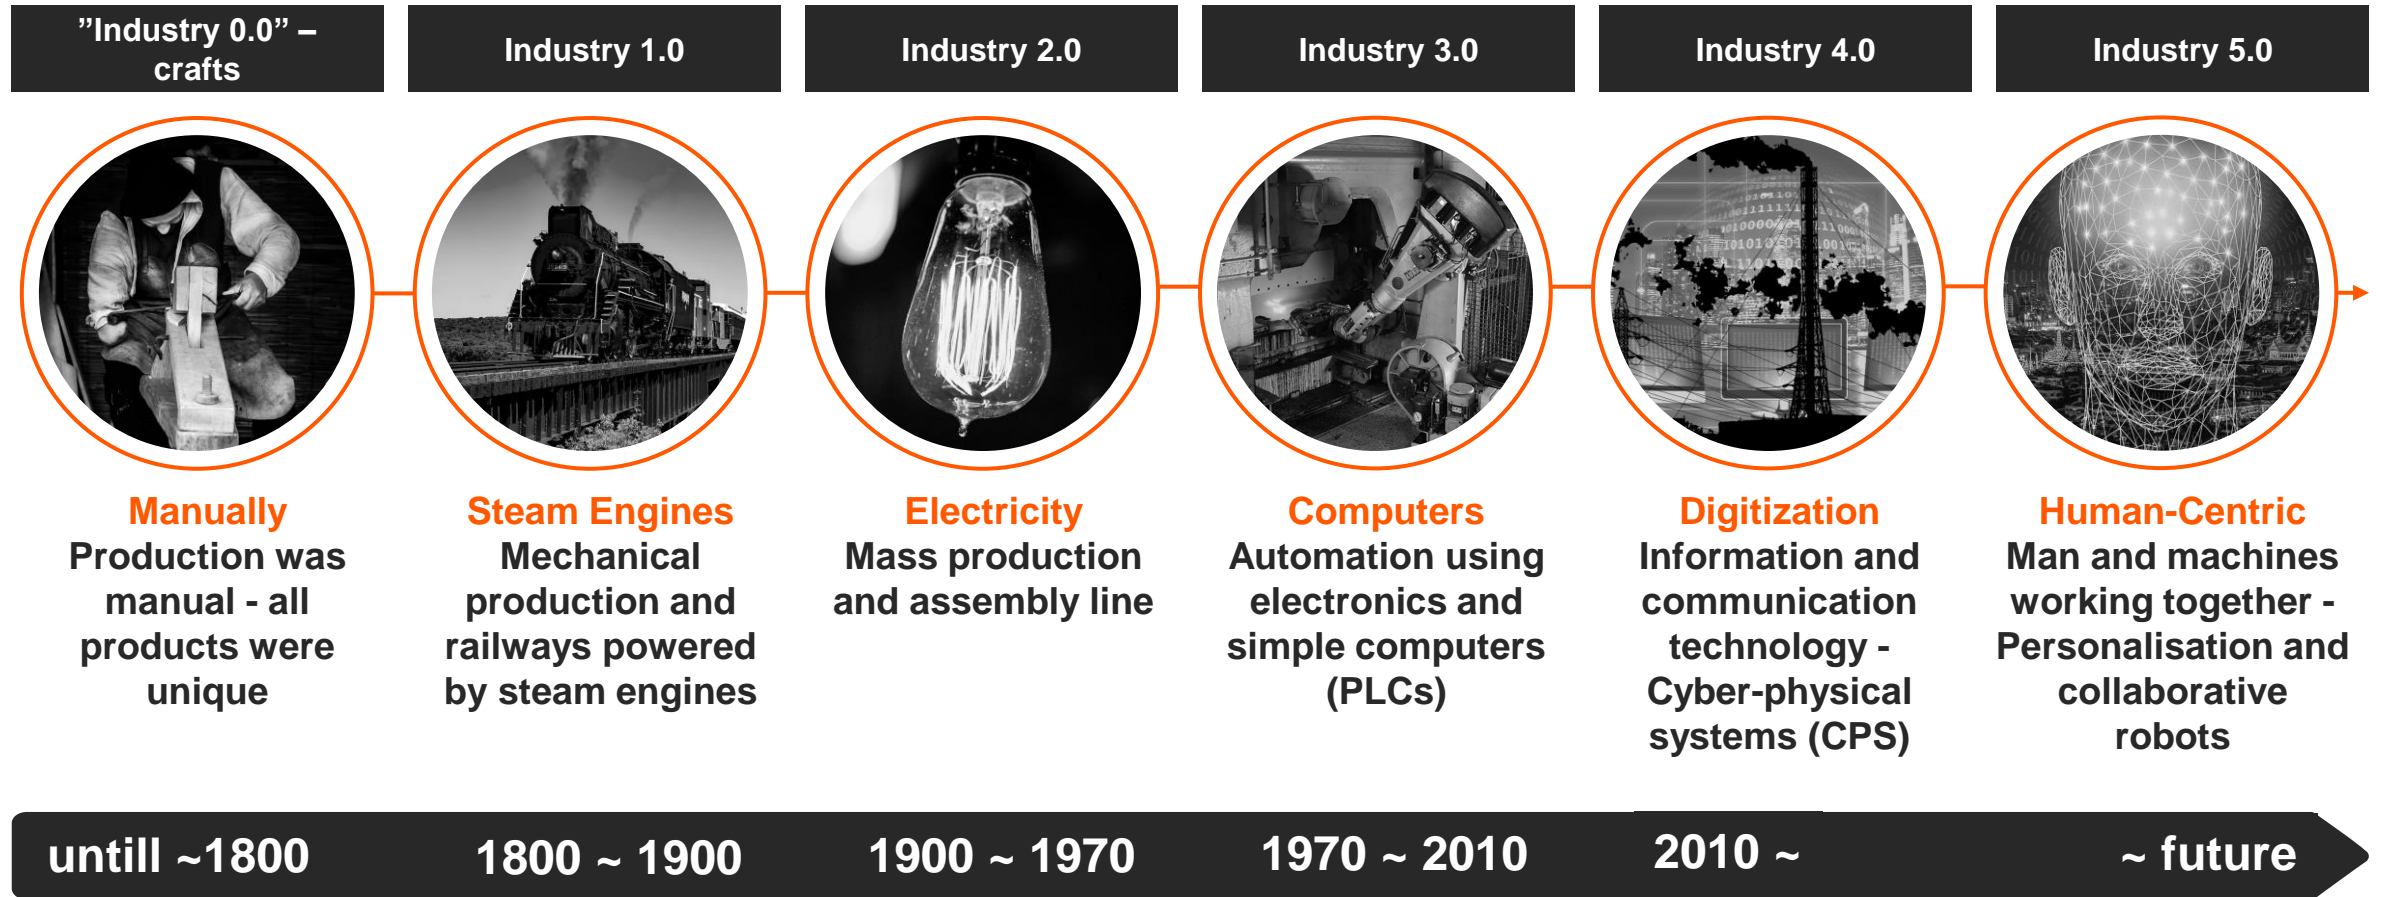 ”Industry 0.0” –
crafts
Industry 1.0
Industry 2.0
Industry 3.0
Industry 4.0
Industry 5.0
Manually
Production was
manual - all
products were
unique
Steam Engines
Mechanical
production and
railways powered
by steam engines
Electricity
Mass production
and assembly line
Computers
Automation using
electronics and
simple computers
(PLCs)
Digitization
Information and
communication
technology -
Cyber-physical
systems (CPS)
Human-Centric
Man and machines
working together -
Personalisation and
collaborative
robots
untill ~1800
1800 ~ 1900
1900 ~ 1970
1970 ~ 2010
2010 ~
~ future